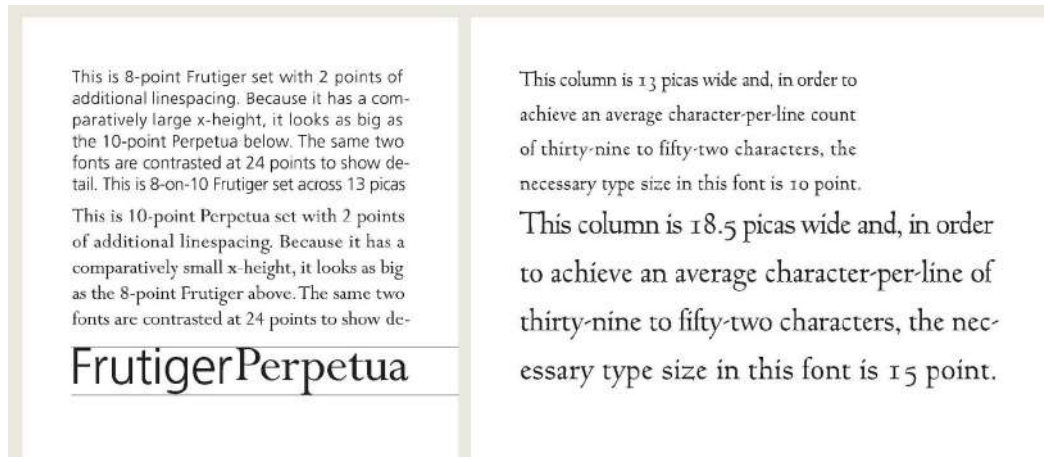 This is 8-point Frutiger set with 2 points of
additional linespacing. Because it has a com-
paratively large x-height, it looks as big as
the 10-point Perpetua below. The same two
fonts are contrasted at 24 points to show de-
tail. This is 8-on-10 Frutiger set across 13 picas
This is 10-point Perpetua set with 2 points
of additional linespacing. Because it has a
comparatively small x-height, it looks as big
as the 8-point Frutiger above. The same two
fonts are contrasted at 24 points to show de-
FrutigerPerpetua
This column is 13 picas wide and, in order to
achieve an average character-per-line count
of thirty-nine to fifty-two characters, the
necessary type size in this font is 10 point.
This column is 18.5 picas wide and, in order
to achieve an average character-per-line of
thirty-nine to fifty-two characters, the nec-
essary type size in this font is 15 point.